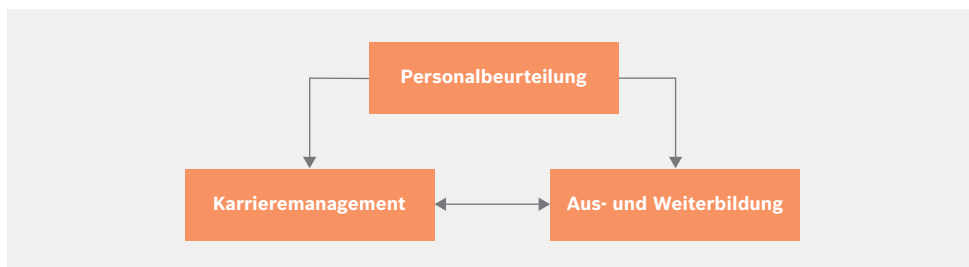 Personalbeurteilung
Karrieremanagement
Aus- und Weiterbildung